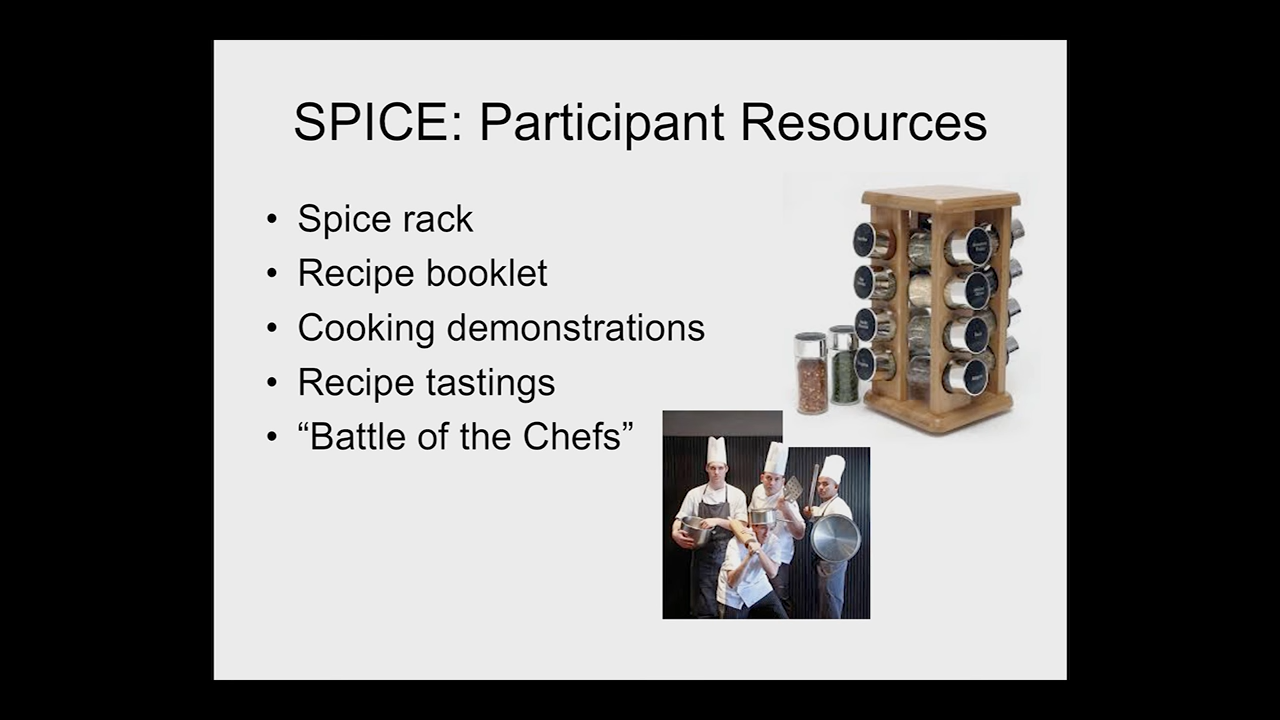 SPICE: Participant Resources
• Spice rack
• Recipe booklet
• Cooking demonstrations
• Recipe tastings
• “Battle of the Chefs”